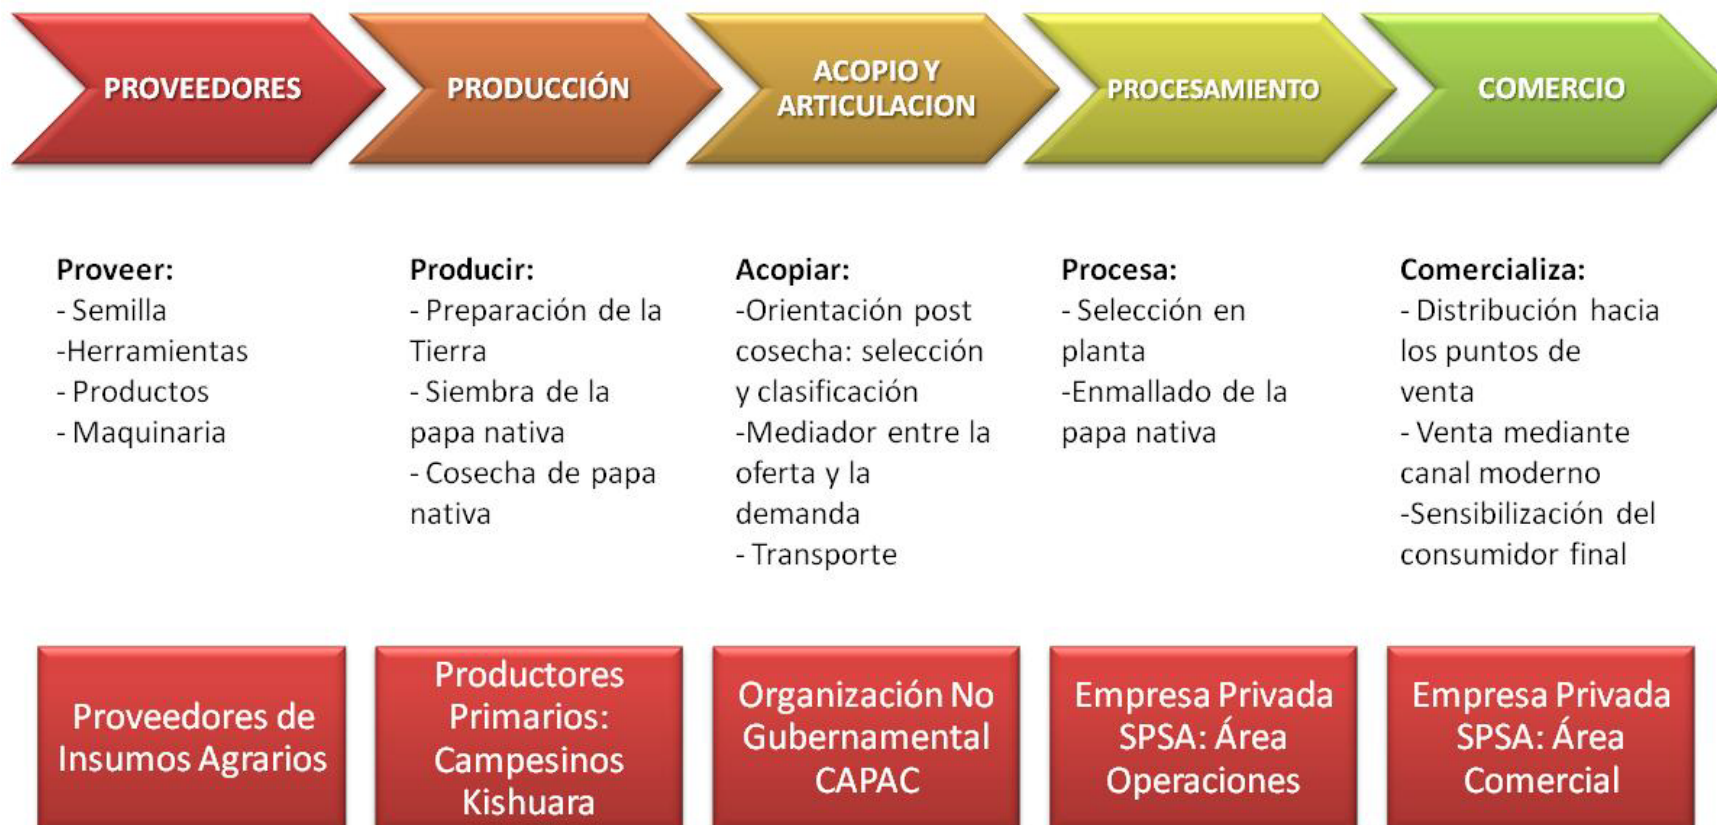 PROVEEDORES
PRODUCCIÓN
ACOPIO Y
ARTICULACION
PROCESAMIENTO
COMERCIO
Proveer:
- Semilla
-Herramientas
- Productos
- Maquinaria
Producir:
- Preparación de la
Tierra
- Siembra de la
papa nativa
- Cosecha de papa
nativa
Acopiar:
-Orientación post
cosecha: selección
y clasificación
-Mediador entre la
oferta y la
demanda
- Transporte
Procesa:
- Selección en
planta
-Enmallado de la
papa nativa
Comercializa:
- Distribución hacia
los puntos de
venta
- Venta mediante
canal moderno
-Sensibilización del
consumidor final
Proveedores de
Insumos Agrarios
Productores
Primarios:
Campesinos
Kishuara
Organización No
Gubernamental
CAPAC
Empresa Privada
SPSA: Área
Operaciones
Empresa Privada
SPSA: Área
Comercial